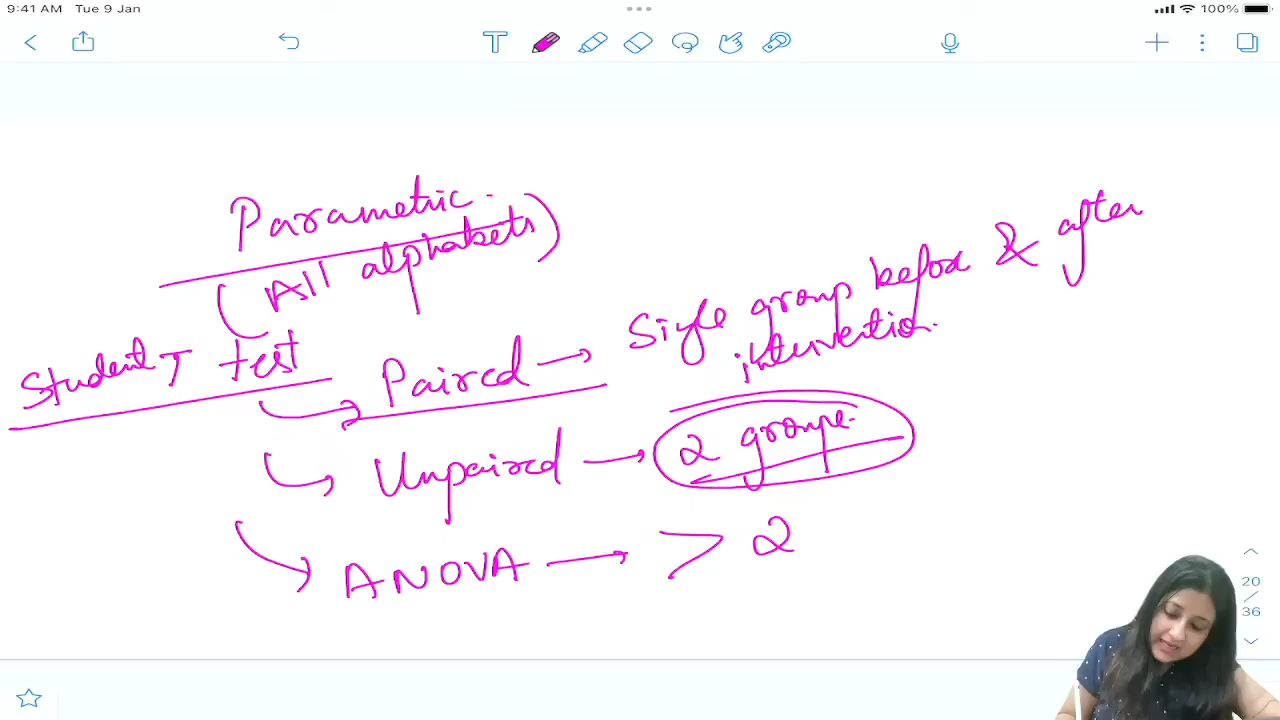 9:41 AM Tue 9 Jan
100%
T
Parametric
(All alphabets)
Student T test
Paired → Single group before & after
intervention.
Unpaired → 2 groups.
ANOVA → > 2
20
36